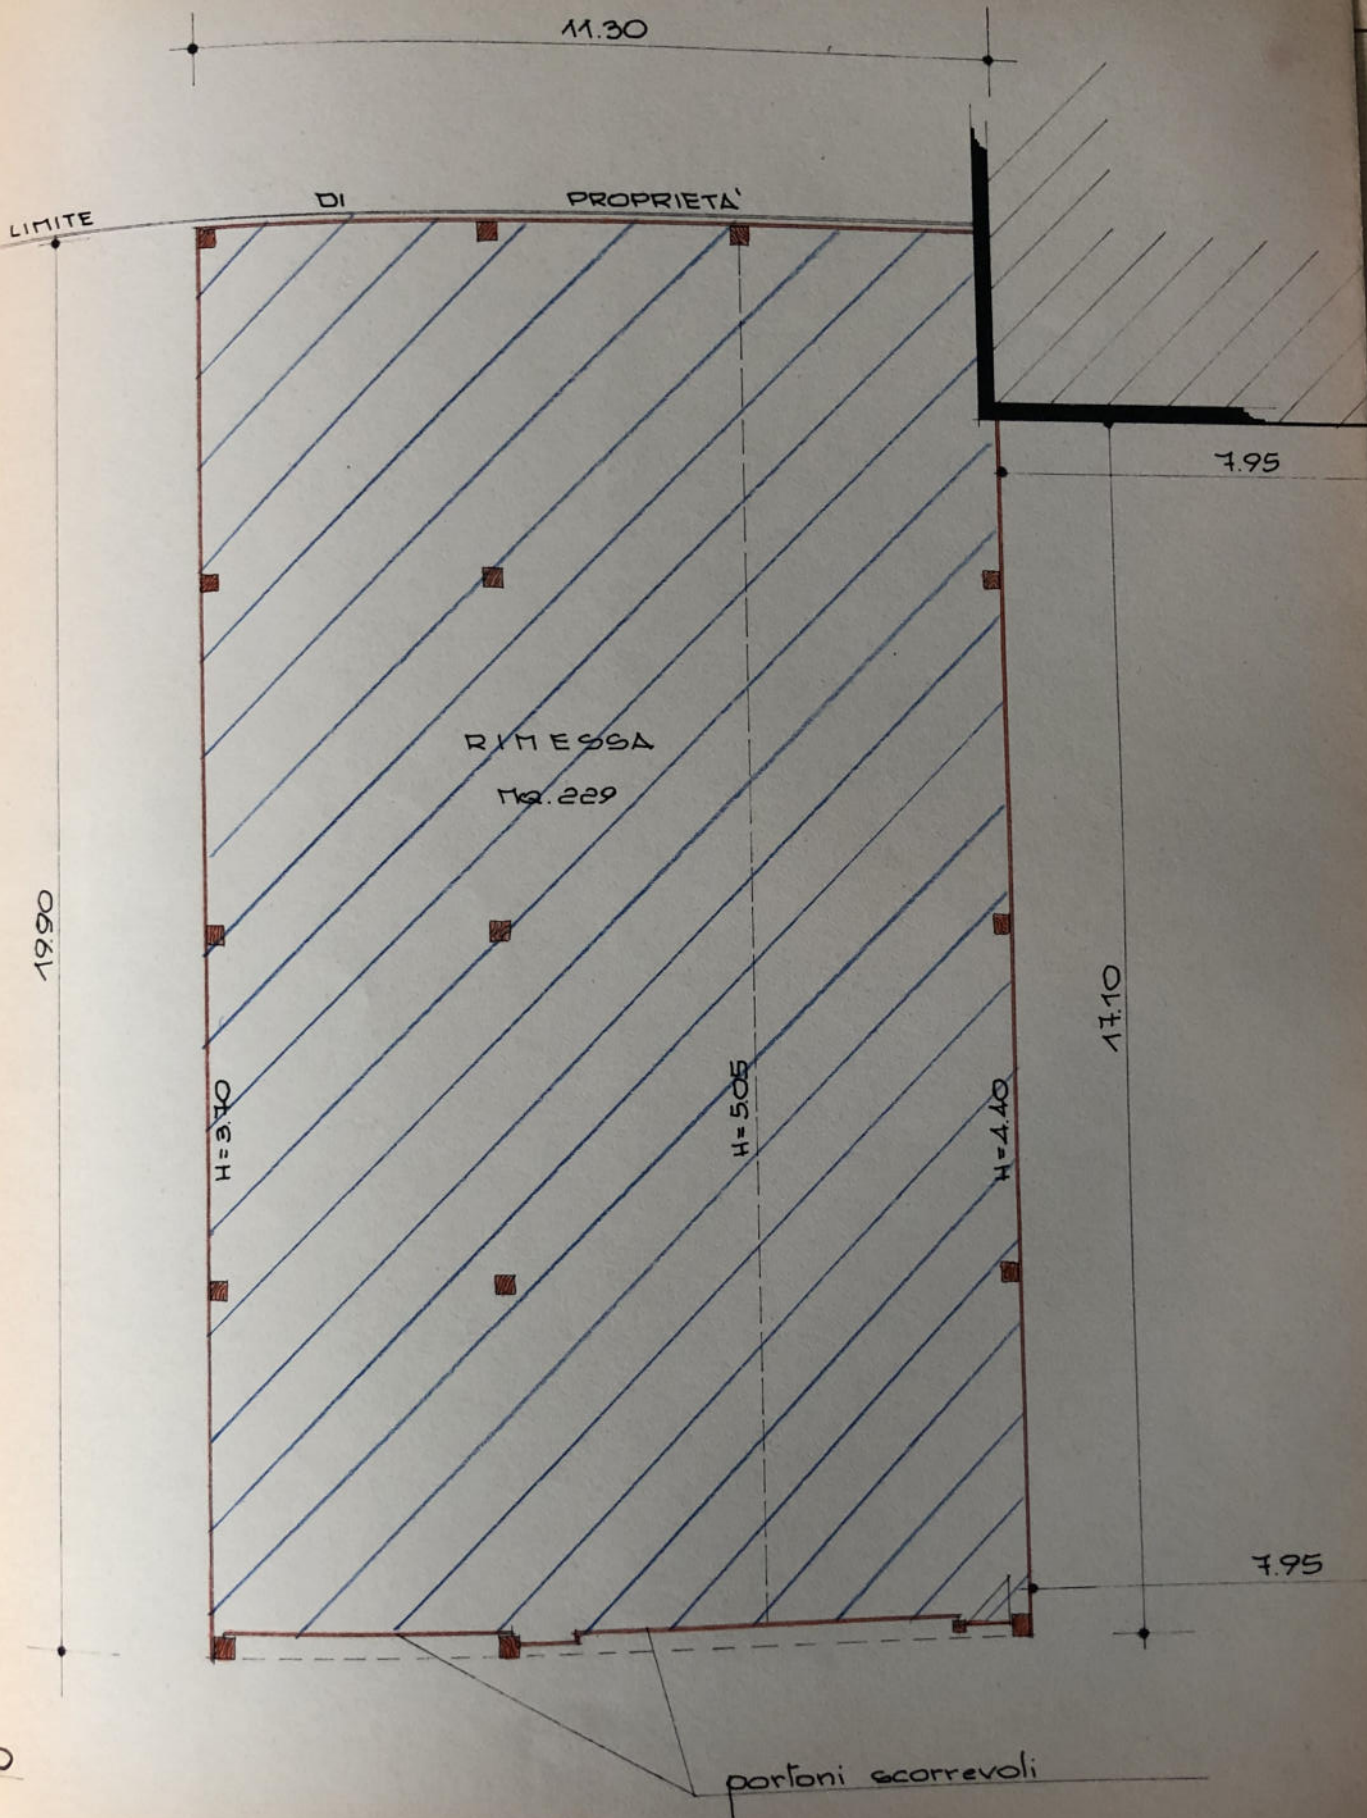 11.30
LIMITE DI PROPRIETA'
7.95
RIMESSA
MQ. 229
19.90
17.10
H=3.70
H=5.05
H=4.40
7.95
portoni scorrevoli